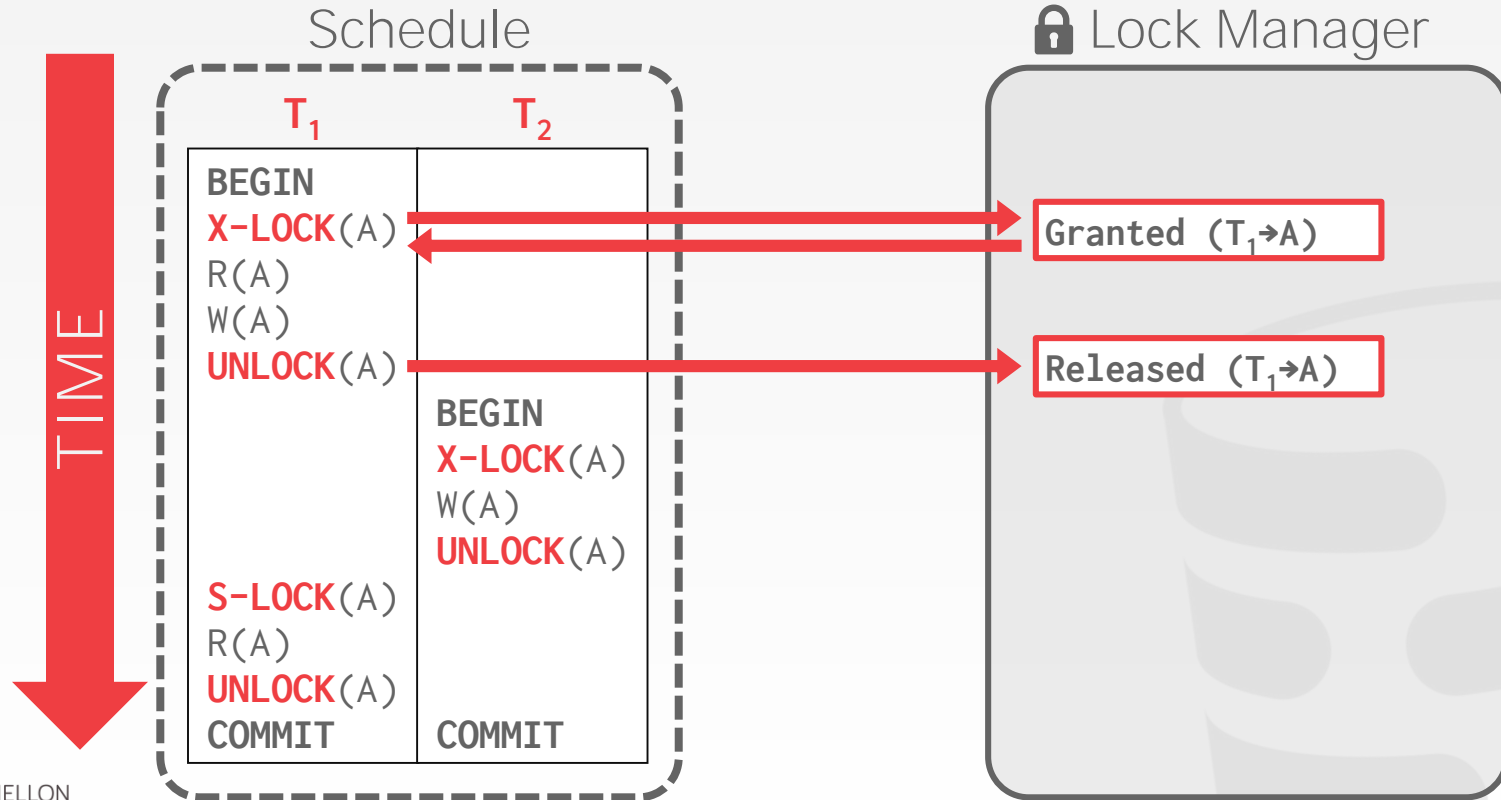 Schedule
Lock Manager
TIME
T1
T2
BEGIN
X-LOCK(A)
R(A)
W(A)
UNLOCK(A)
BEGIN
X-LOCK(A)
W(A)
UNLOCK(A)
S-LOCK(A)
R(A)
UNLOCK(A)
COMMIT
COMMIT
Granted (T1→A)
Released (T1→A)